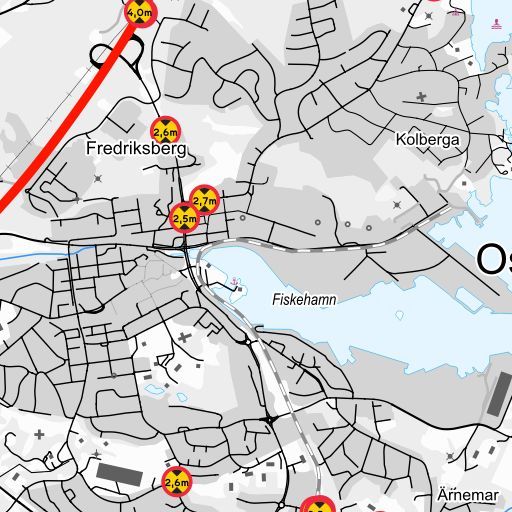 4,0m
2,6m
Fredriksberg
Kolberga
2,7m
2,5m
Os
Fiskehamn
2,6m
Ärnemar